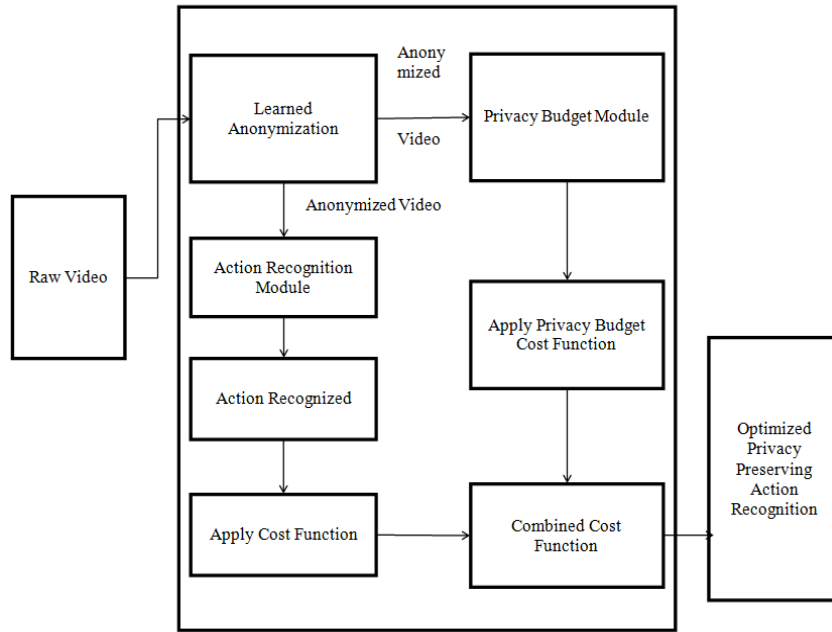 Raw Video
Learned
Anonymization
Anony
mized
Video
Privacy Budget Module
Anonymized Video
Action Recognition
Module
Apply Privacy Budget
Cost Function
Action Recognized
Apply Cost Function
Combined Cost
Function
Optimized
Privacy
Preserving
Action
Recognition